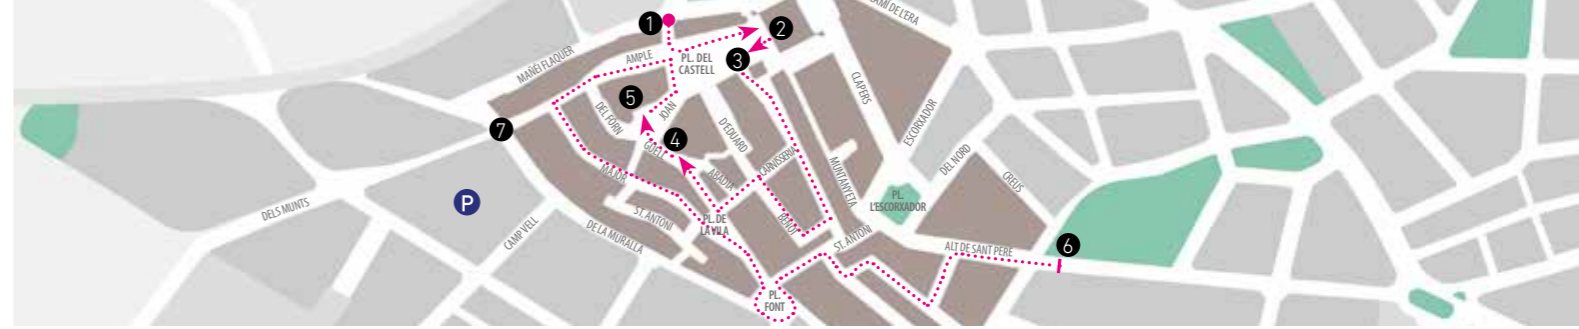 1
2
CAMÍ DE L'ERA
MAÑÉ I FLAQUER
AMPLE
PL. DEL
CASTELL
3
5
DEL FORN
JOAN
CLAPERS
ESCORXADOR
7
4
GÜELL
D'EDUARD
CARNISSERIA
ABADIA
MUNTANYETA
DEL NORD
CREUS
MAJOR
P
PL.
L'ESCORXADOR
DELS MUNTS
CAMP VELL
ST. ANTONI
PL. DE
LA VILA
BENUI
DE LA MURALLA
ST. ANTONI
ALT DE SANT PERE
6
PL.
FONT